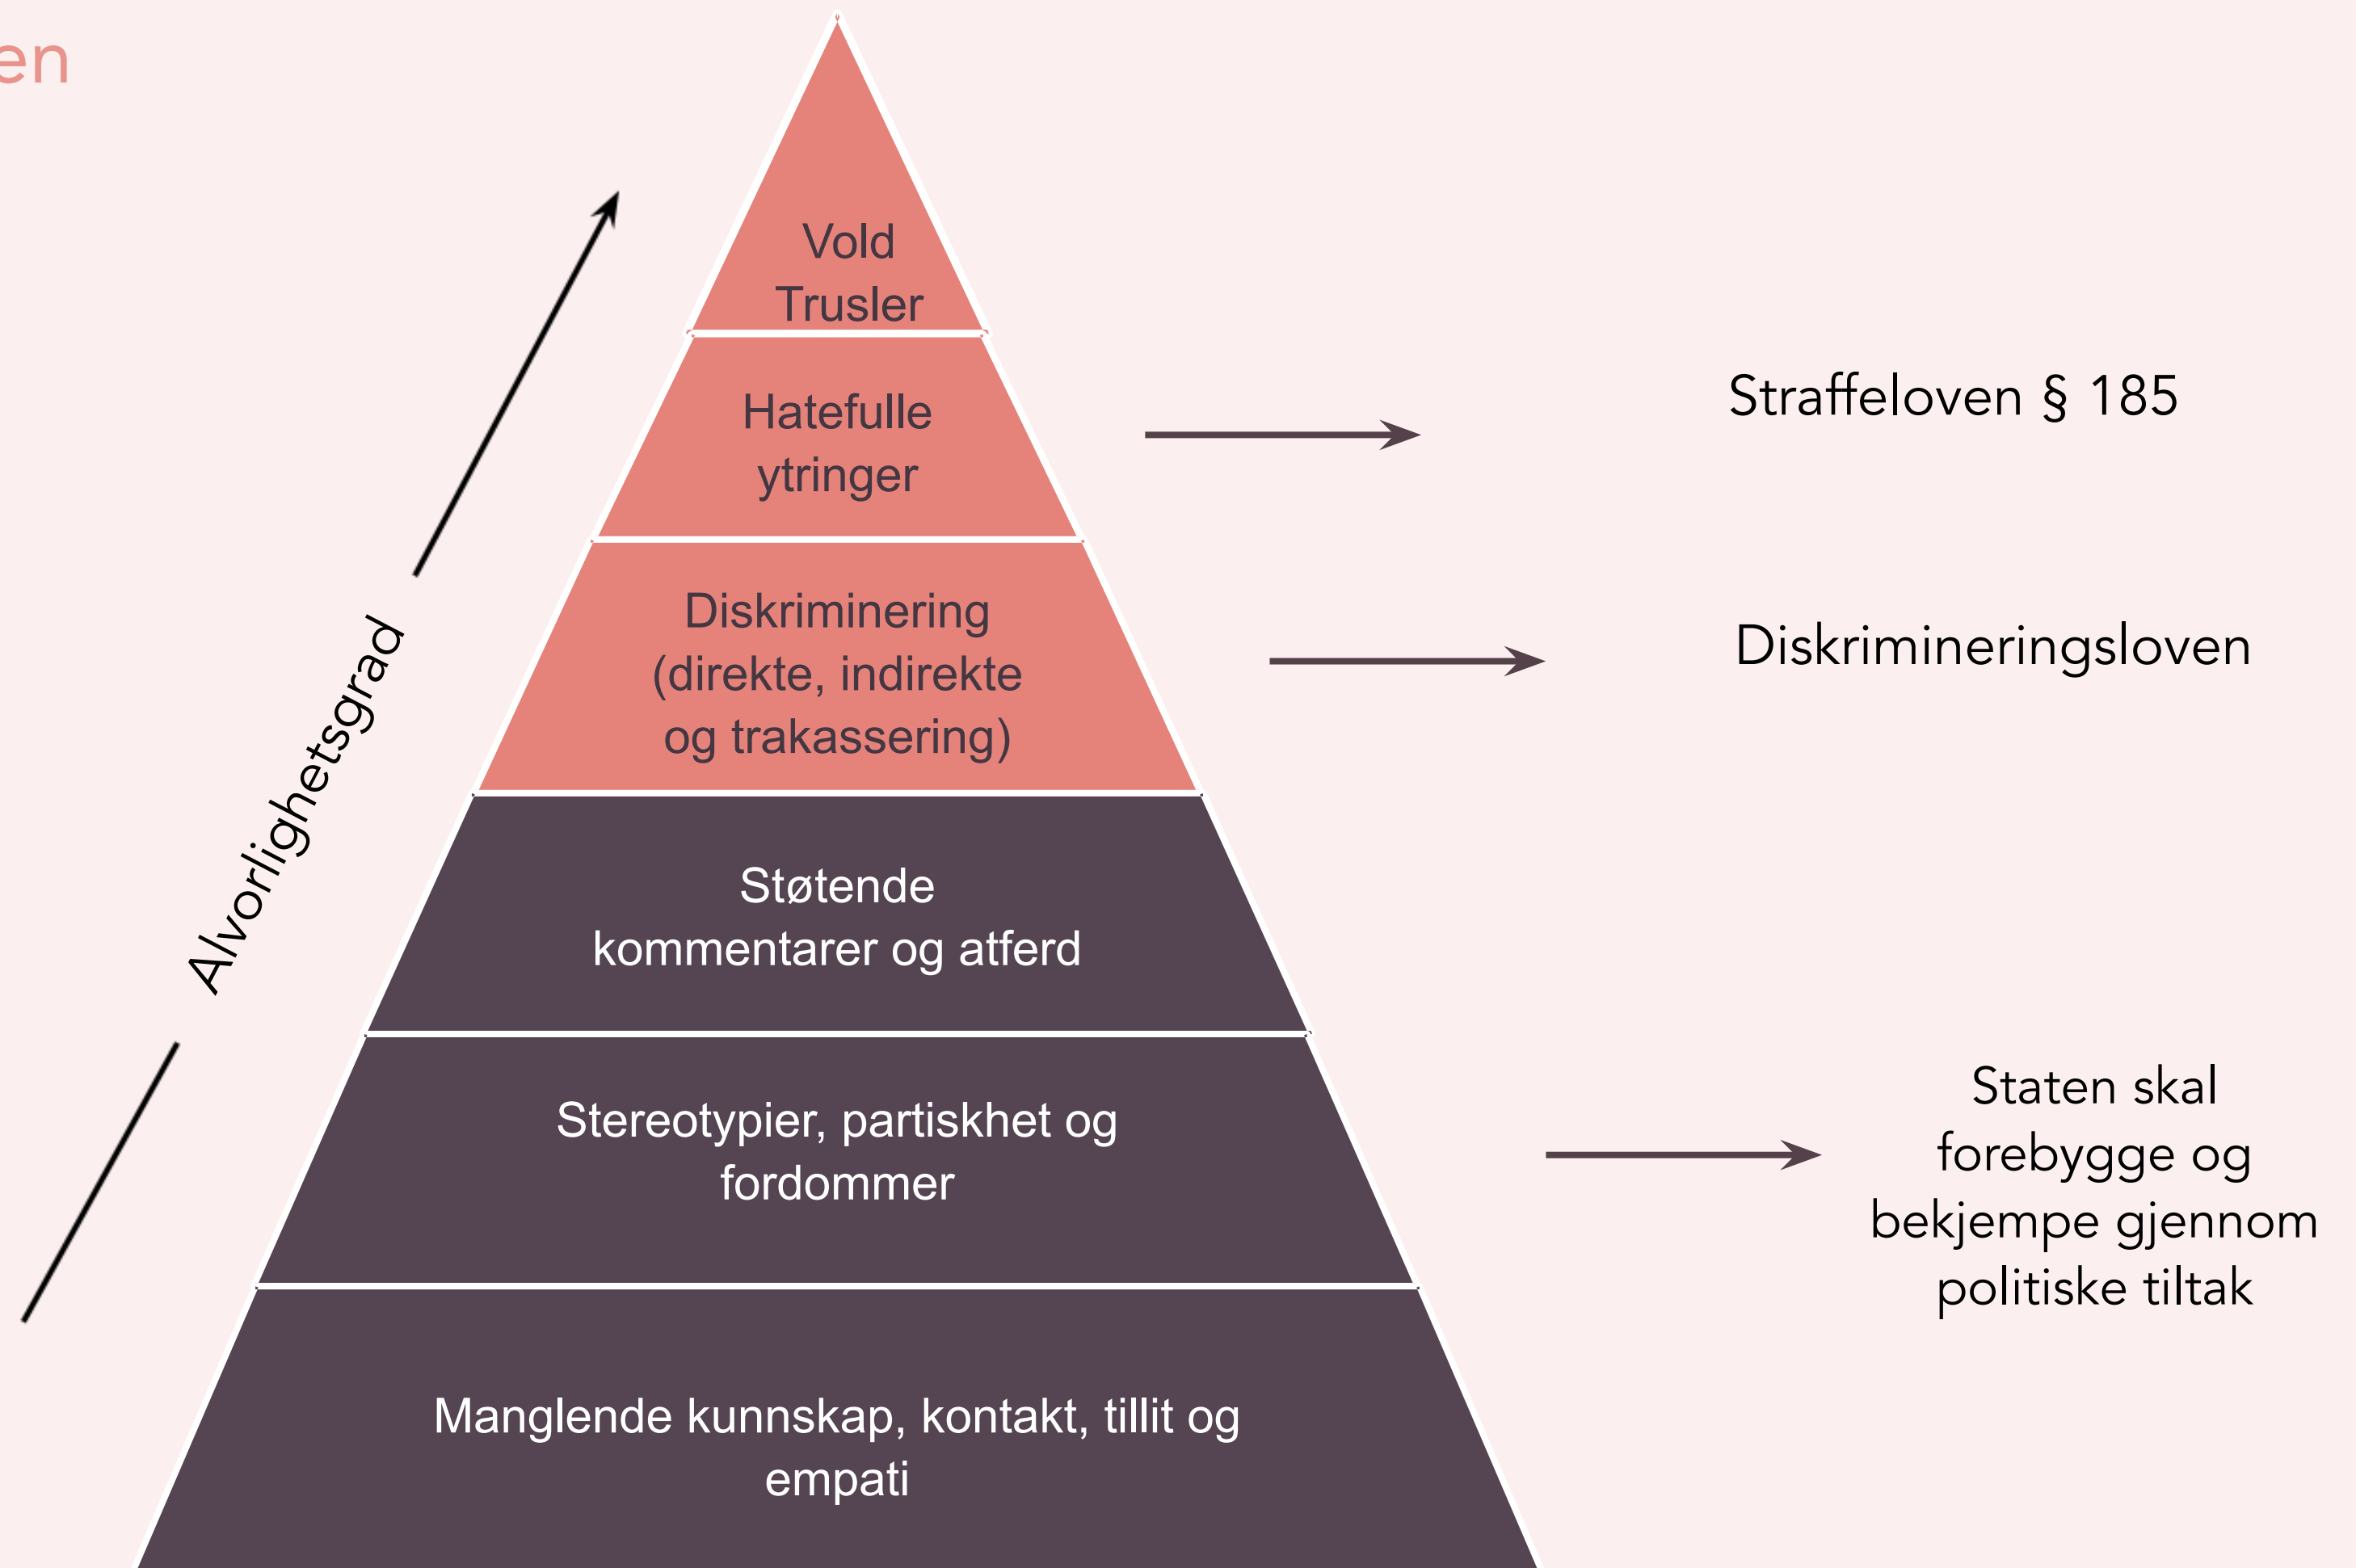 en
Vold
Trusler
Hatefulle
ytringer
Straffeloven § 185
Diskriminering
(direkte, indirekte
og trakassering)
Diskrimineringsloven
Alvorlighetsgrad
Støtende
kommentarer og atferd
Stereotypier, partiskhet og
fordommer
Staten skal
forebygge og
bekjempe gjennom
politiske tiltak
Manglende kunnskap, kontakt, tillit og
empati